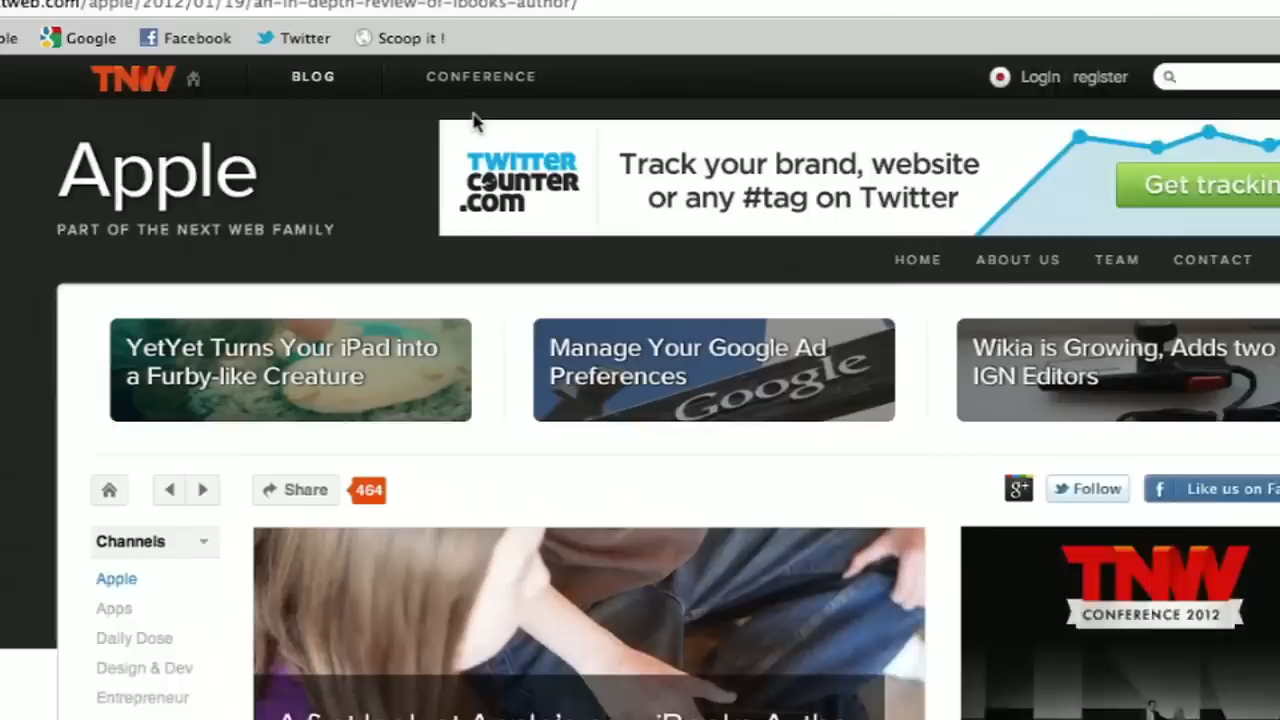 tweb.com/apple/2012/01/19/an-in-depth-review-of-ibooks-author/
ple Google Facebook Twitter Scoop it !
TNW BLOG CONFERENCE Login register
Apple
PART OF THE NEXT WEB FAMILY
TWITTER
COUNTER
.com
Track your brand, website
or any #tag on Twitter
Get trackin
HOME ABOUT US TEAM CONTACT
YetYet Turns Your iPad into
a Furby-like Creature
Manage Your Google Ad
Preferences
Google
Wikia is Growing, Adds two
IGN Editors
Share 464
g+ Follow f Like us on Fa
Channels
Apple
Apps
Daily Dose
Design & Dev
Entrepreneur
TNW
CONFERENCE 2012